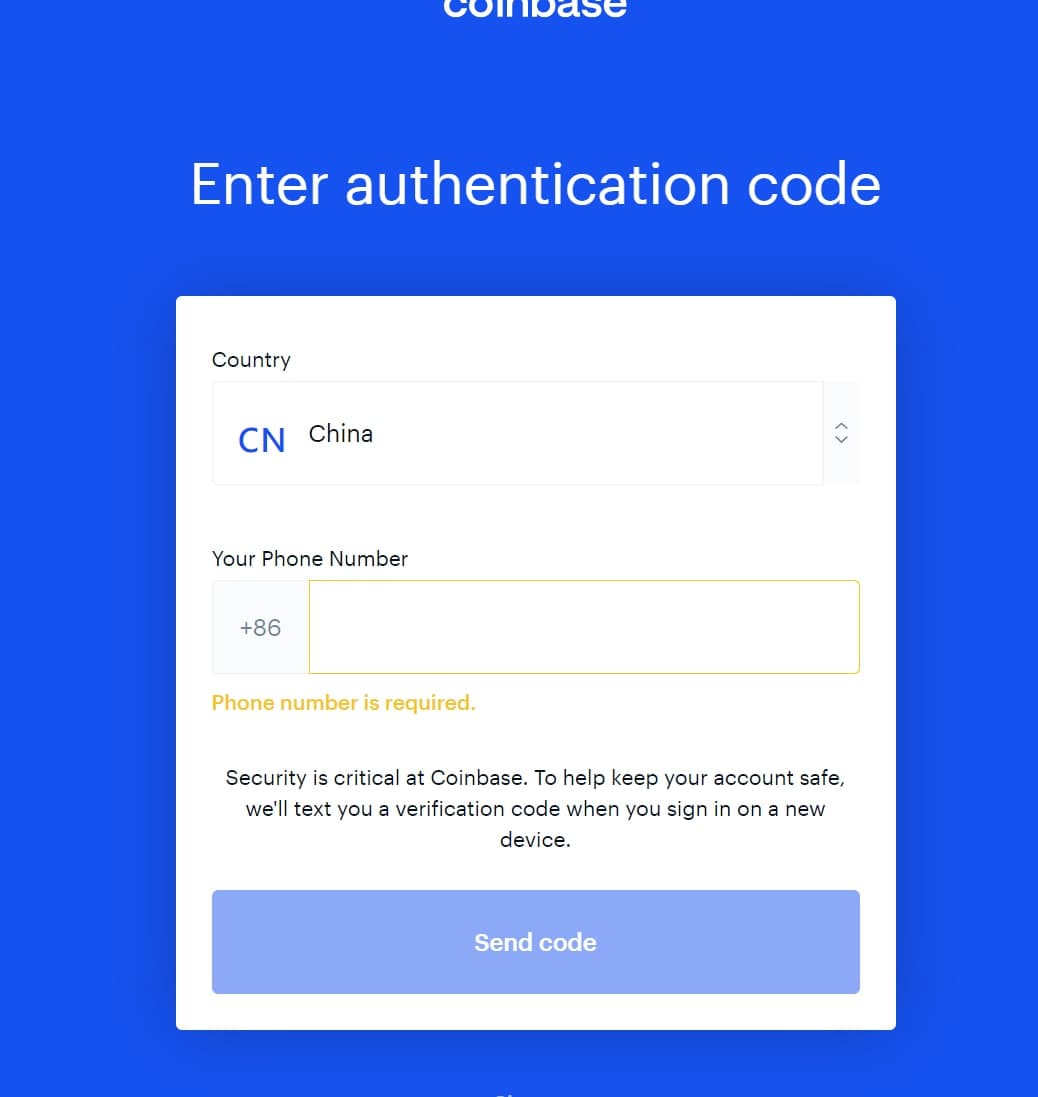 coinbase
Enter authentication code
Country
CN China
Your Phone Number
+86
Phone number is required.
Security is critical at Coinbase. To help keep your account safe,
we'll text you a verification code when you sign in on a new
device.
Send code